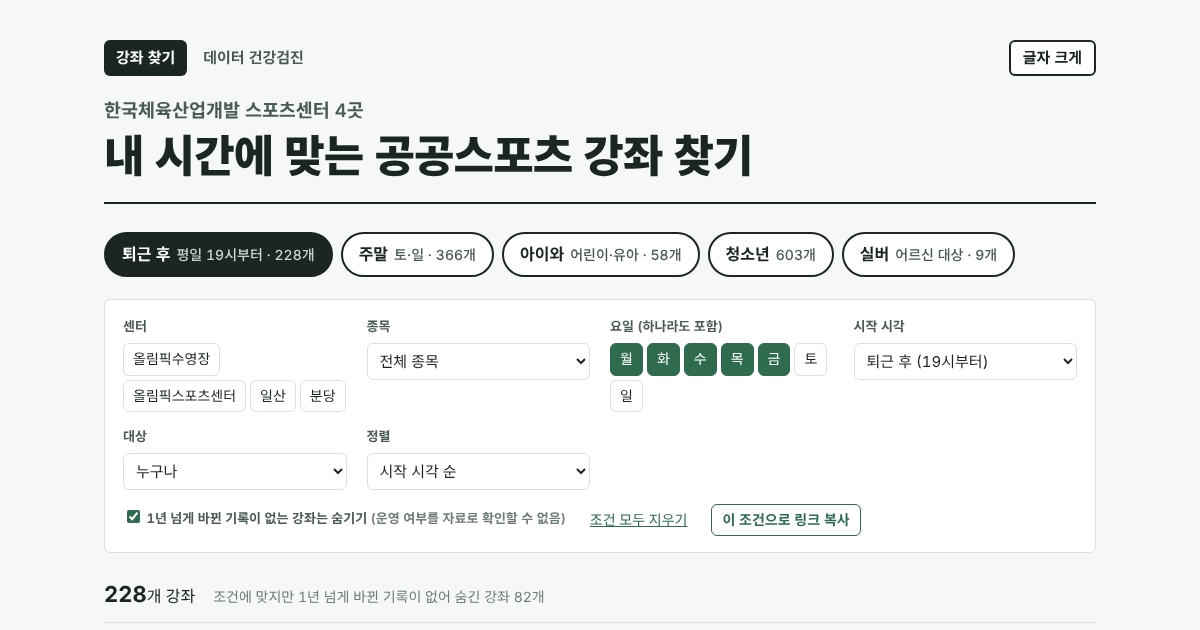 강좌 찾기 데이터 건강검진 글자 크게
한국체육산업개발 스포츠센터 4곳
내 시간에 맞는 공공스포츠 강좌 찾기
퇴근 후 평일 19시부터 · 228개 주말 토·일 · 366개 아이와 어린이·유아 · 58개 청소년 603개 실버 어르신 대상 · 9개
센터 종목 요일 (하나라도 포함) 시작 시각
올림픽수영장 전체 종목 월 화 수 목 금 토 퇴근 후 (19시부터)
올림픽스포츠센터 일산 분당 일
대상 정렬
누구나 시작 시각 순
1년 넘게 바뀐 기록이 없는 강좌는 숨기기 (운영 여부를 자료로 확인할 수 없음) 조건 모두 지우기 이 조건으로 링크 복사
228개 강좌 조건에 맞지만 1년 넘게 바뀐 기록이 없어 숨긴 강좌 82개